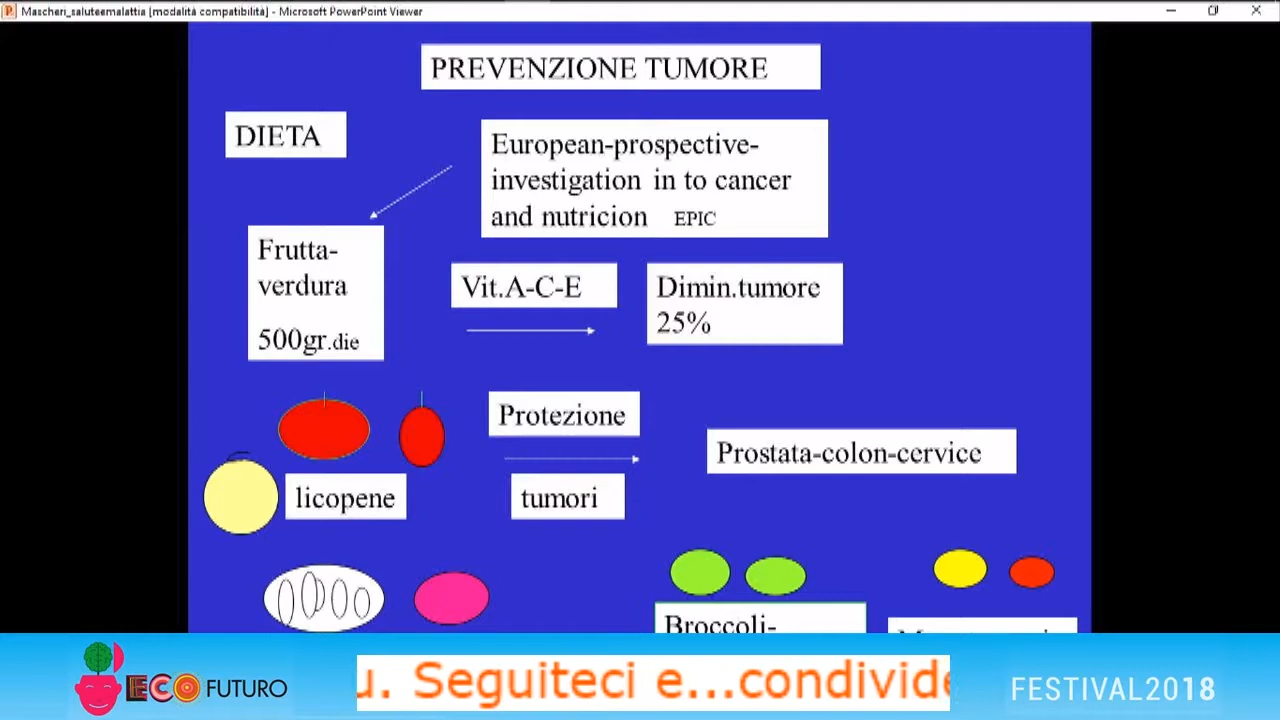 Mascheri_saluteemalattia [modalità compatibilità] - Microsoft PowerPoint Viewer
PREVENZIONE TUMORE
DIETA
European-prospective-
investigation in to cancer
and nutricion EPIC
Frutta-
verdura
500gr.die
Vit.A-C-E
Dimin.tumore
25%
Protezione
tumori
Prostata-colon-cervice
licopene
Broccoli-
ECO FUTURO
u. Seguiteci e...condivide
FESTIVAL2018